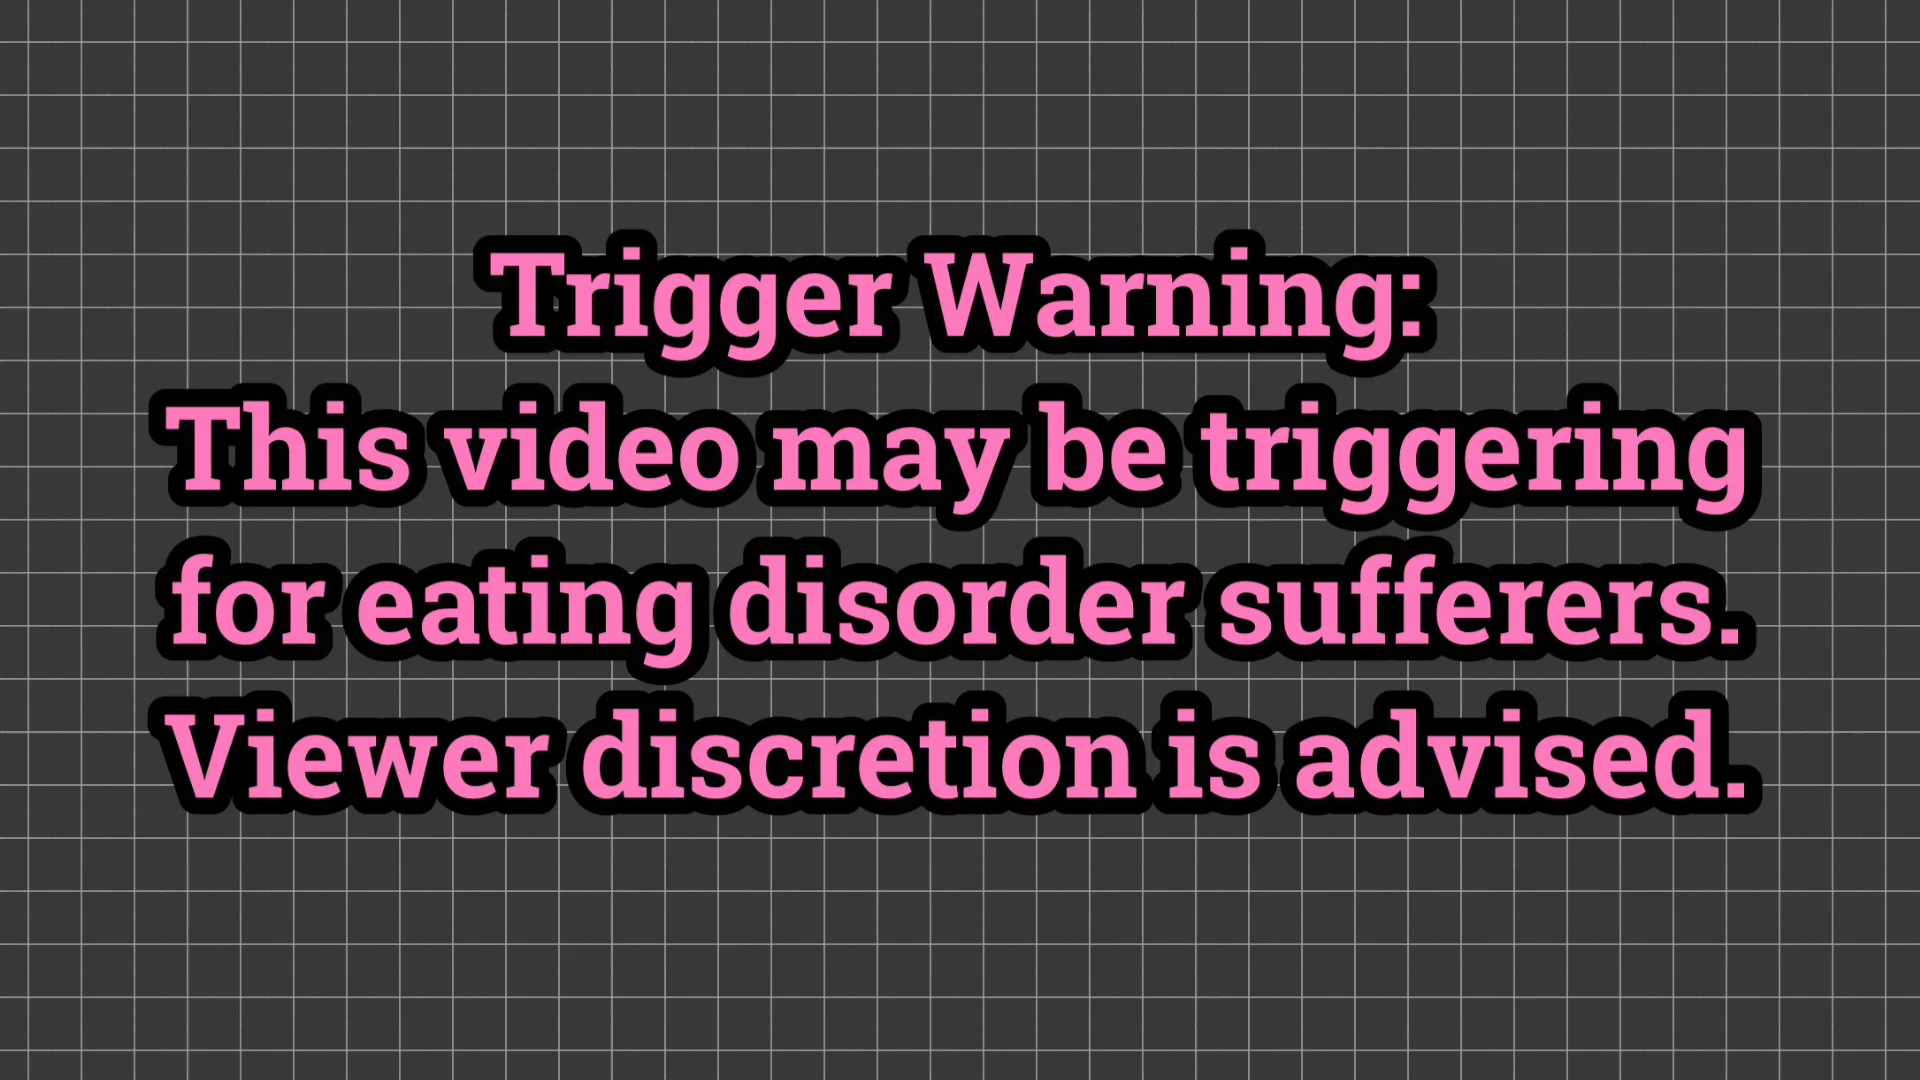 Trigger Warning:
This video may be triggering
for eating disorder sufferers.
Viewer discretion is advised.